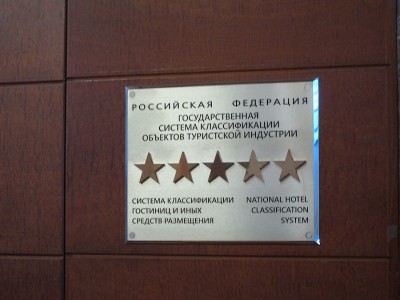 РОССИЙСКАЯ ФЕДЕРАЦИЯ
ГОСУДАРСТВЕННАЯ
СИСТЕМА КЛАССИФИКАЦИИ
ОБЪЕКТОВ ТУРИСТСКОЙ ИНДУСТРИИ
СИСТЕМА КЛАССИФИКАЦИИ
ГОСТИНИЦ И ИНЫХ
СРЕДСТВ РАЗМЕЩЕНИЯ
NATIONAL HOTEL
CLASSIFICATION
SYSTEM